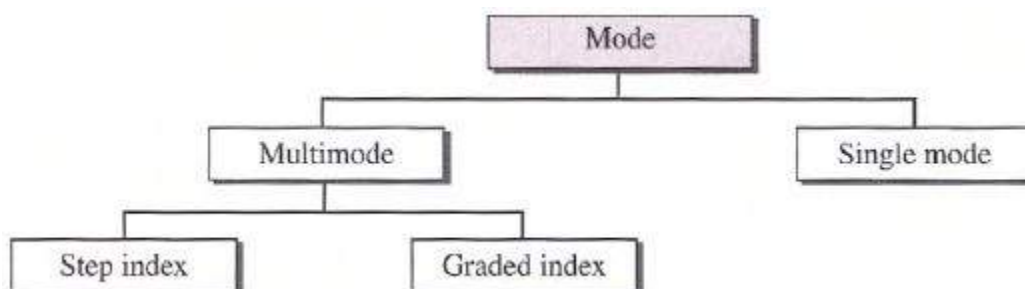 Mode
Multimode
Single mode
Step index
Graded index